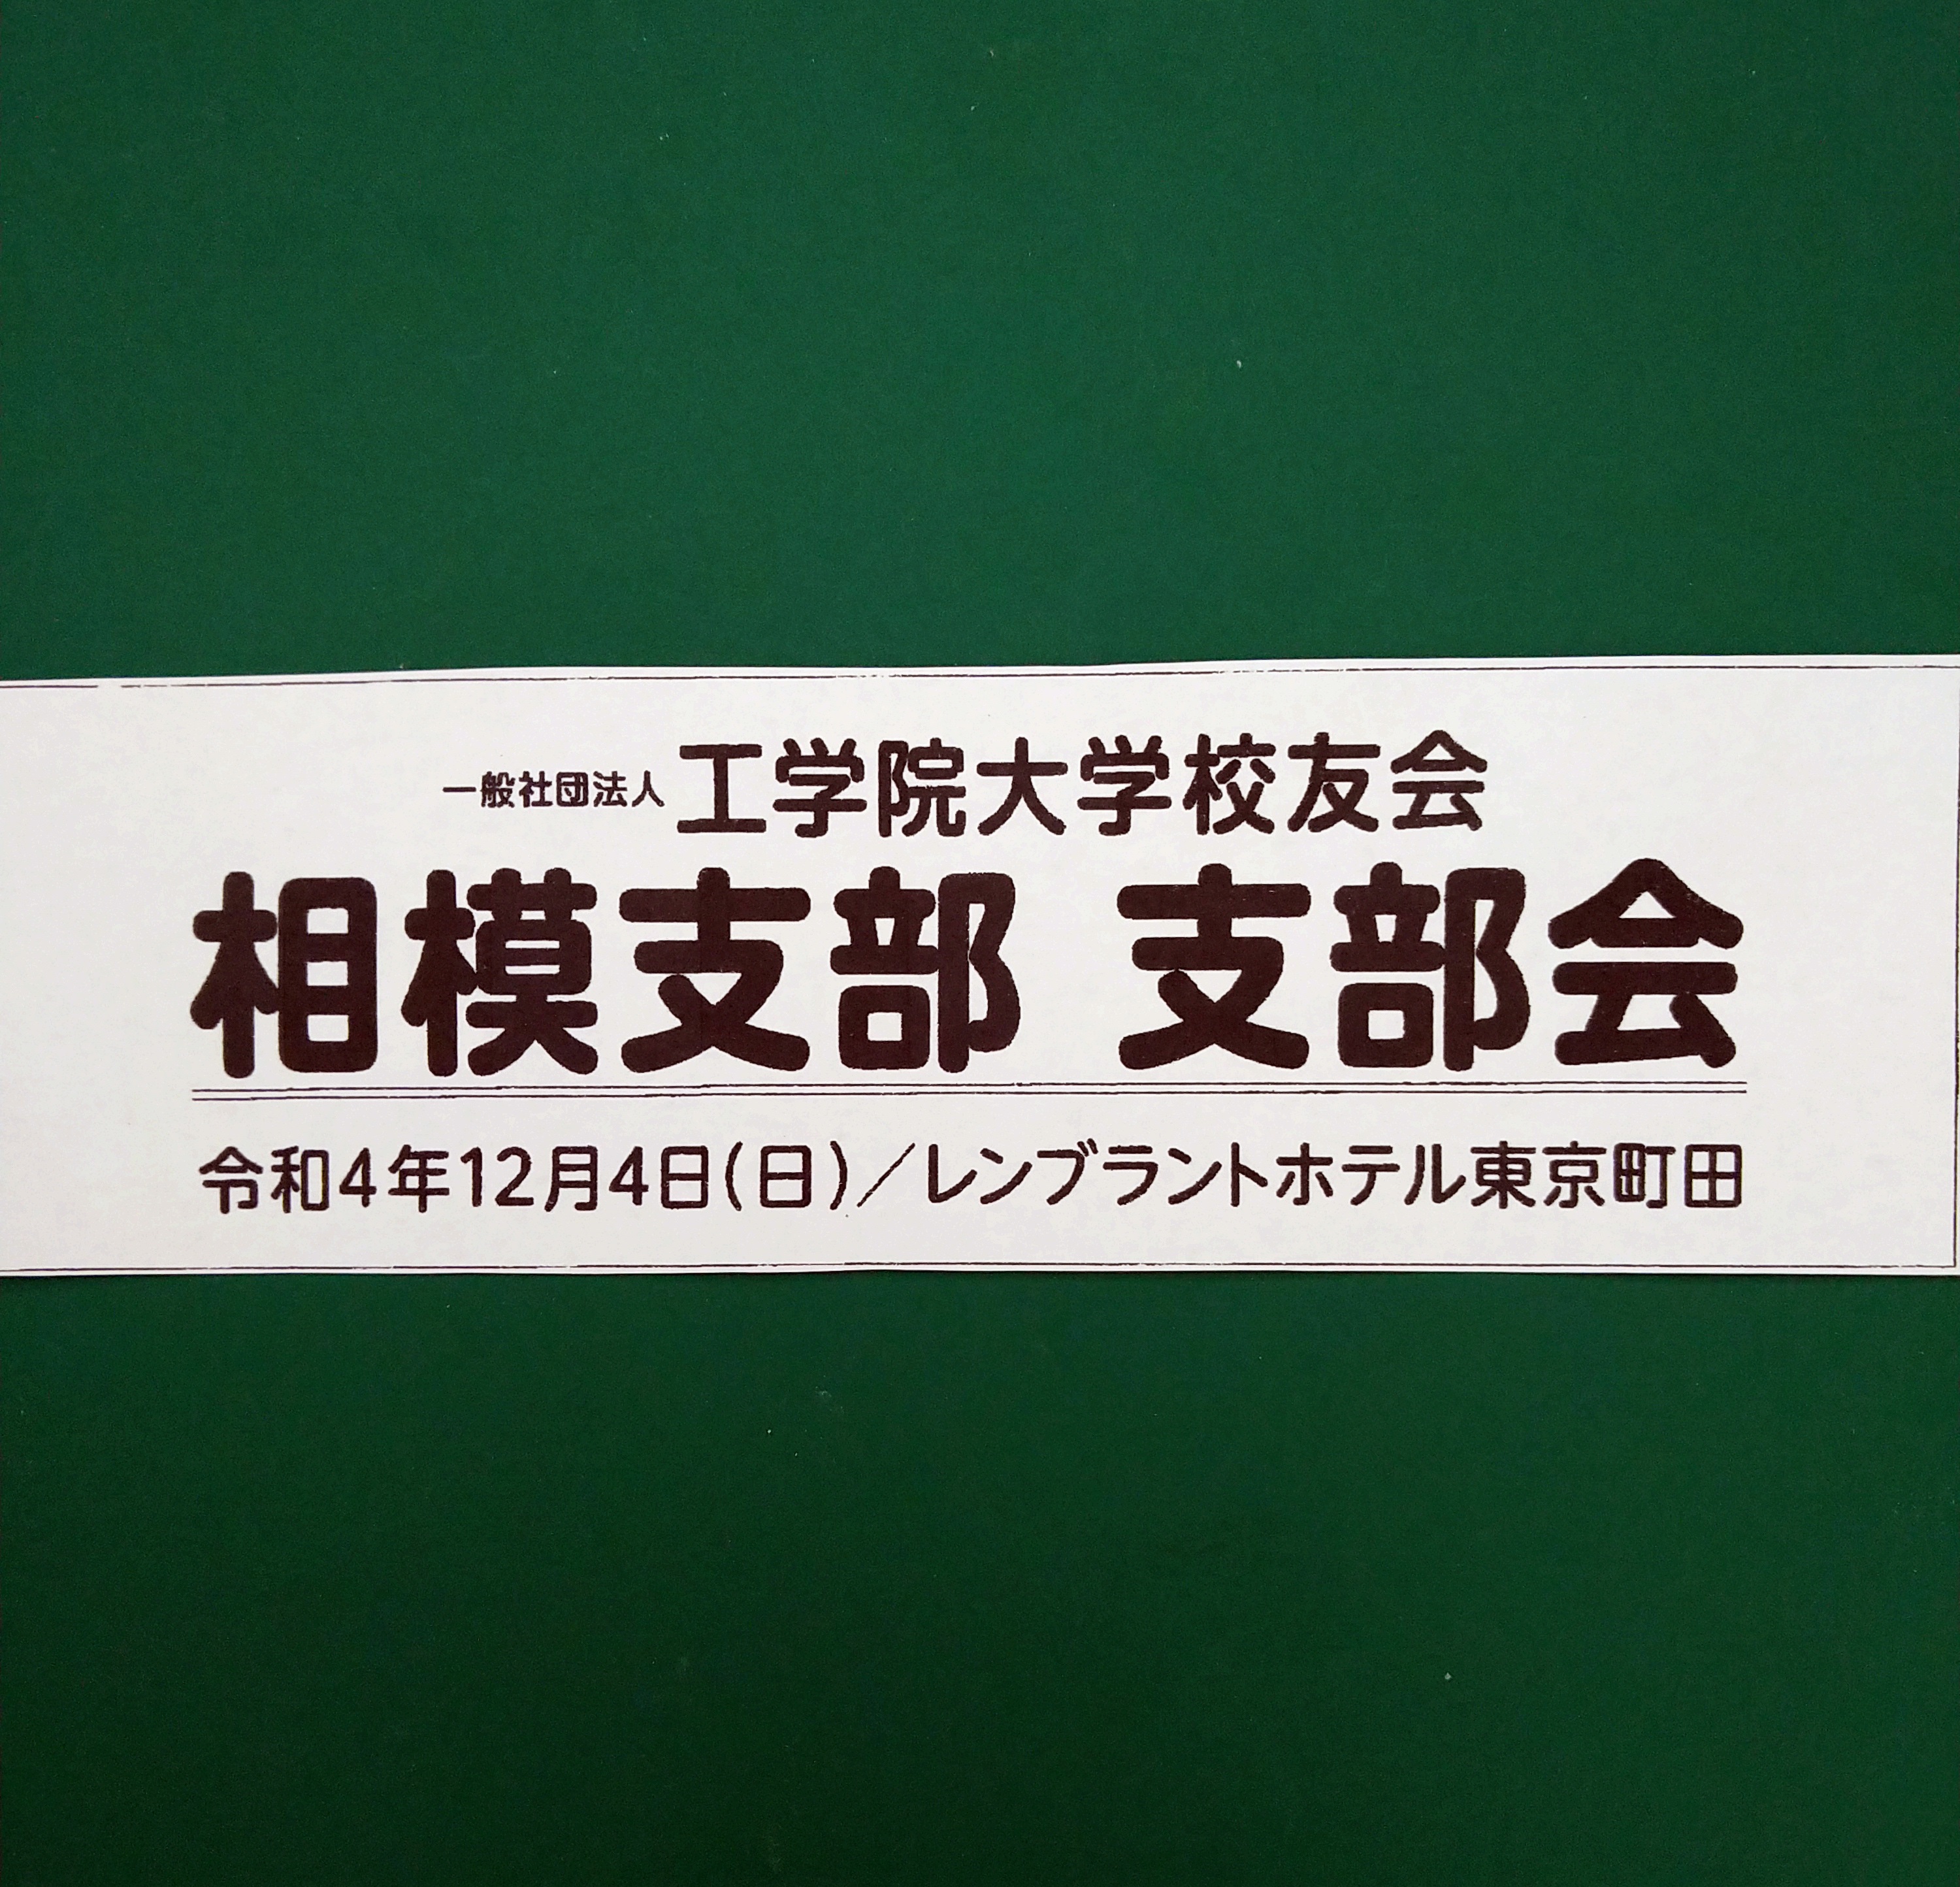 一般社団法人 工学院大学校友会
相模支部 支部会
令和4年12月4日(日)／レンブラントホテル東京町田